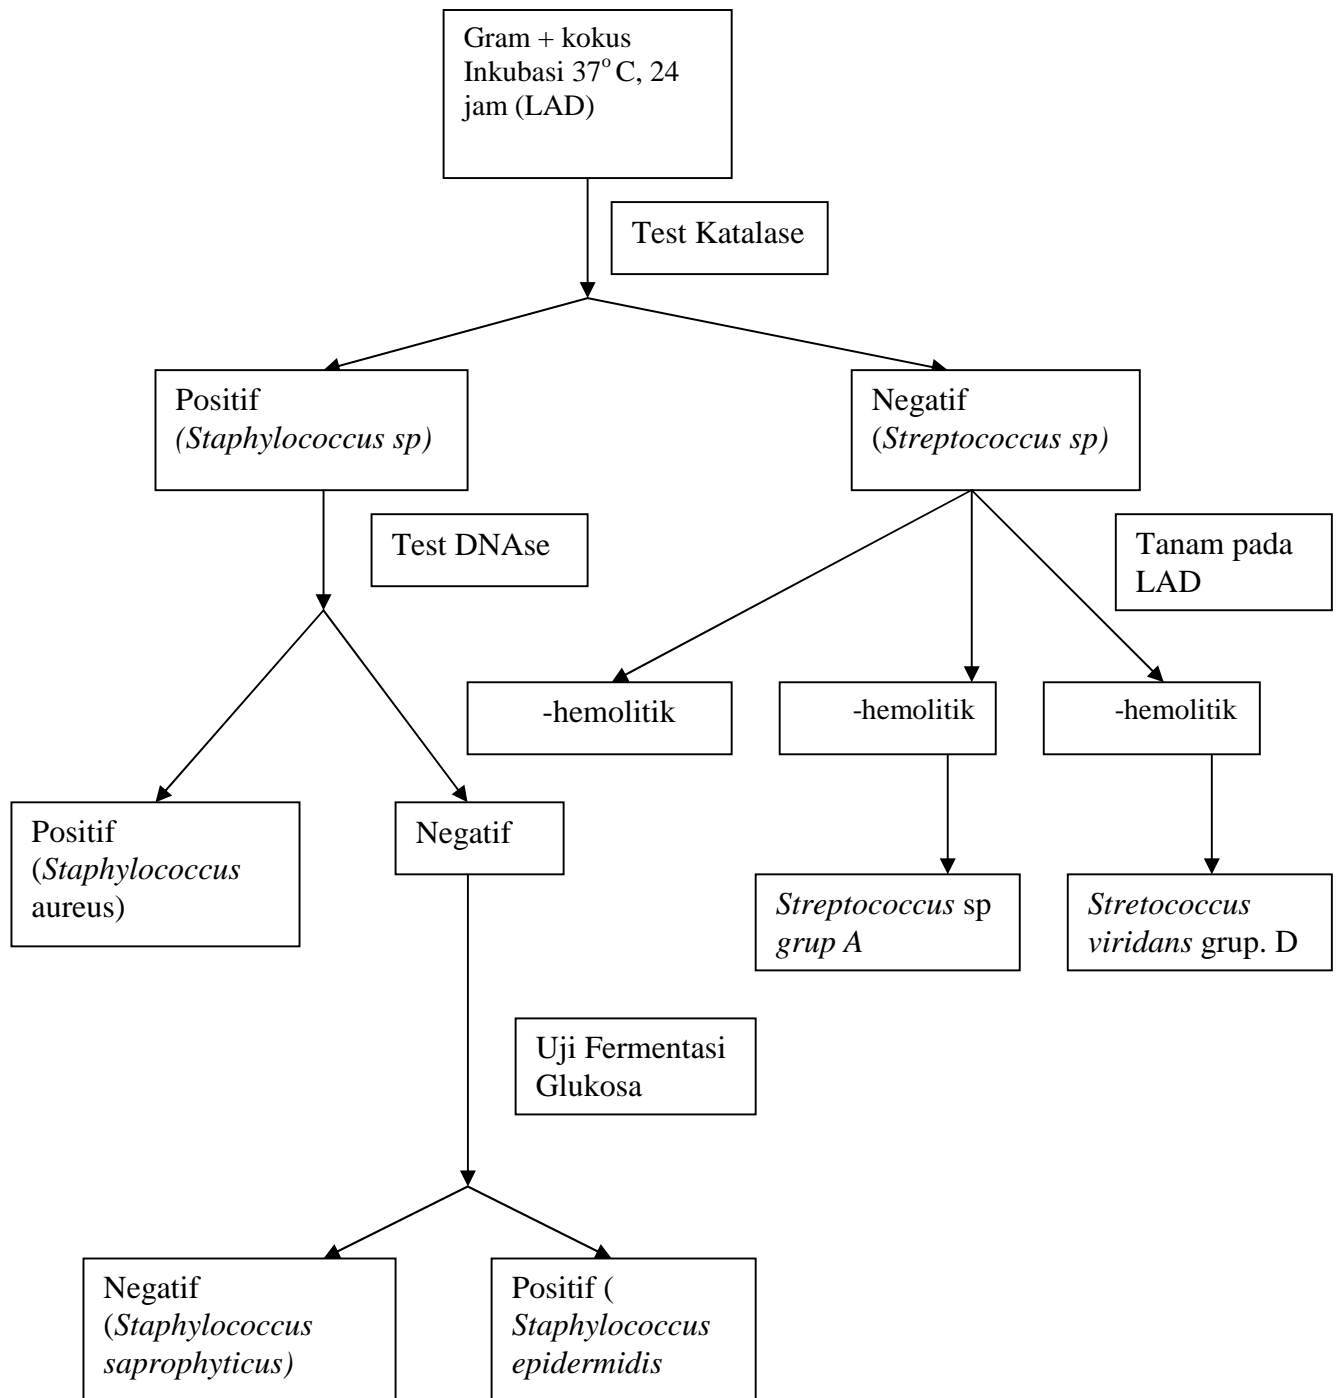 Gram + kokus
Inkubasi 37° C, 24
jam (LAD)
Test Katalase
Positif
(Staphylococcus sp)
Negatif
(Streptococcus sp)
Test DNAse
Tanam pada
LAD
-hemolitik
-hemolitik
-hemolitik
Positif
(Staphylococcus
aureus)
Negatif
Streptococcus sp
grup A
Stretococcus
viridans grup. D
Uji Fermentasi
Glukosa
Negatif
(Staphylococcus
saprophyticus)
Positif (
Staphylococcus
epidermidis